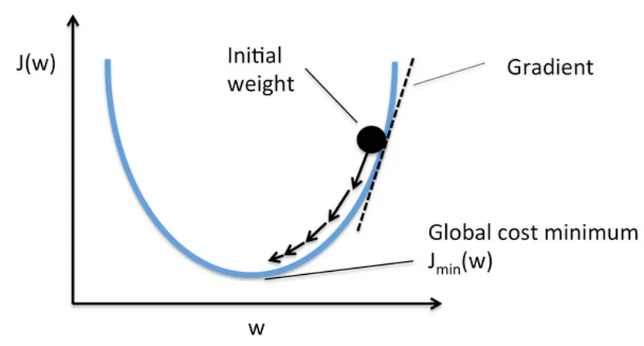 J(w)
Initial
weight
Gradient
Global cost minimum
Jmin(w)
w